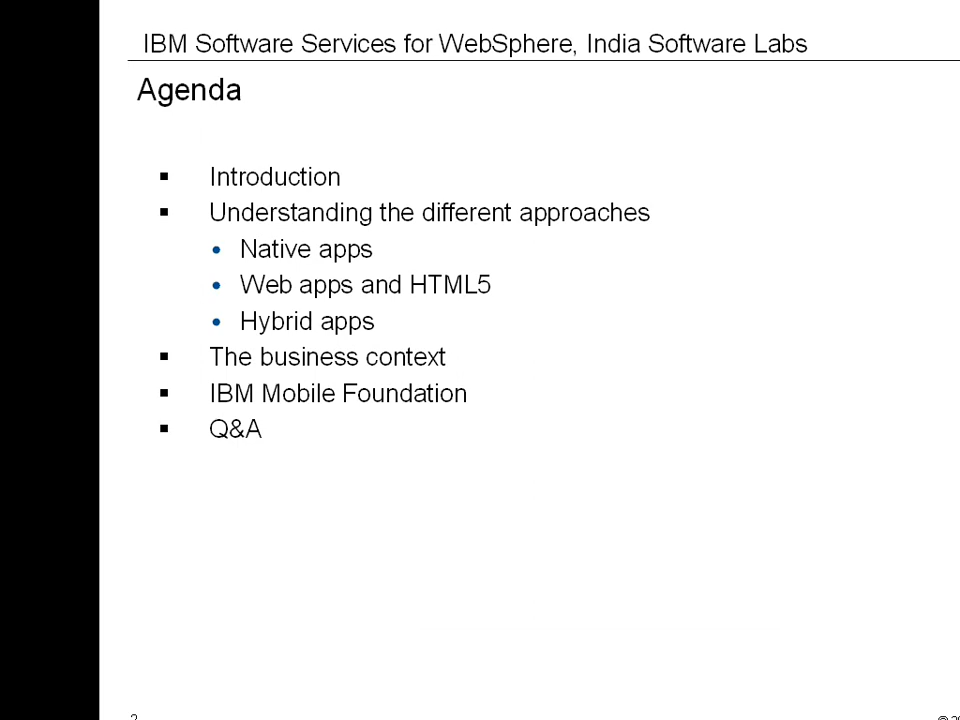 IBM Software Services for WebSphere, India Software Labs
Agenda
▪ Introduction
▪ Understanding the different approaches
• Native apps
• Web apps and HTML5
• Hybrid apps
▪ The business context
▪ IBM Mobile Foundation
▪ Q&A
2